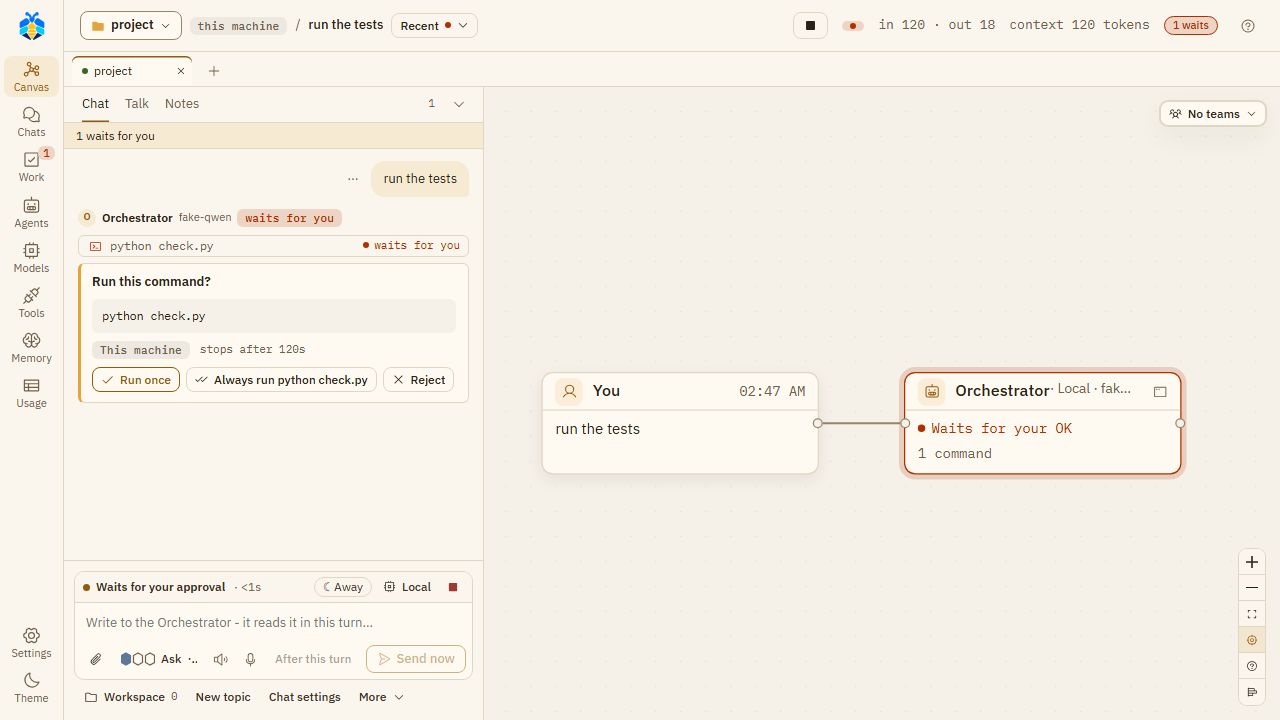 project
this machine / run the tests
Recent
in 120 · out 18
context 120 tokens
1 waits
project
Canvas
Chats
1
Work
Agents
Models
Tools
Memory
Usage
Settings
Theme
Chat
Talk
Notes
1
1 waits for you
... run the tests
O Orchestrator fake-qwen waits for you
python check.py waits for you
Run this command?
python check.py
This machine stops after 120s
Run once
Always run python check.py
Reject
Waits for your approval · <1s
Away
Local
Write to the Orchestrator - it reads it in this turn...
Ask ·..
After this turn
Send now
Workspace 0
New topic
Chat settings
More
No teams
You 02:47 AM
run the tests
Orchestrator · Local · fak...
Waits for your OK
1 command